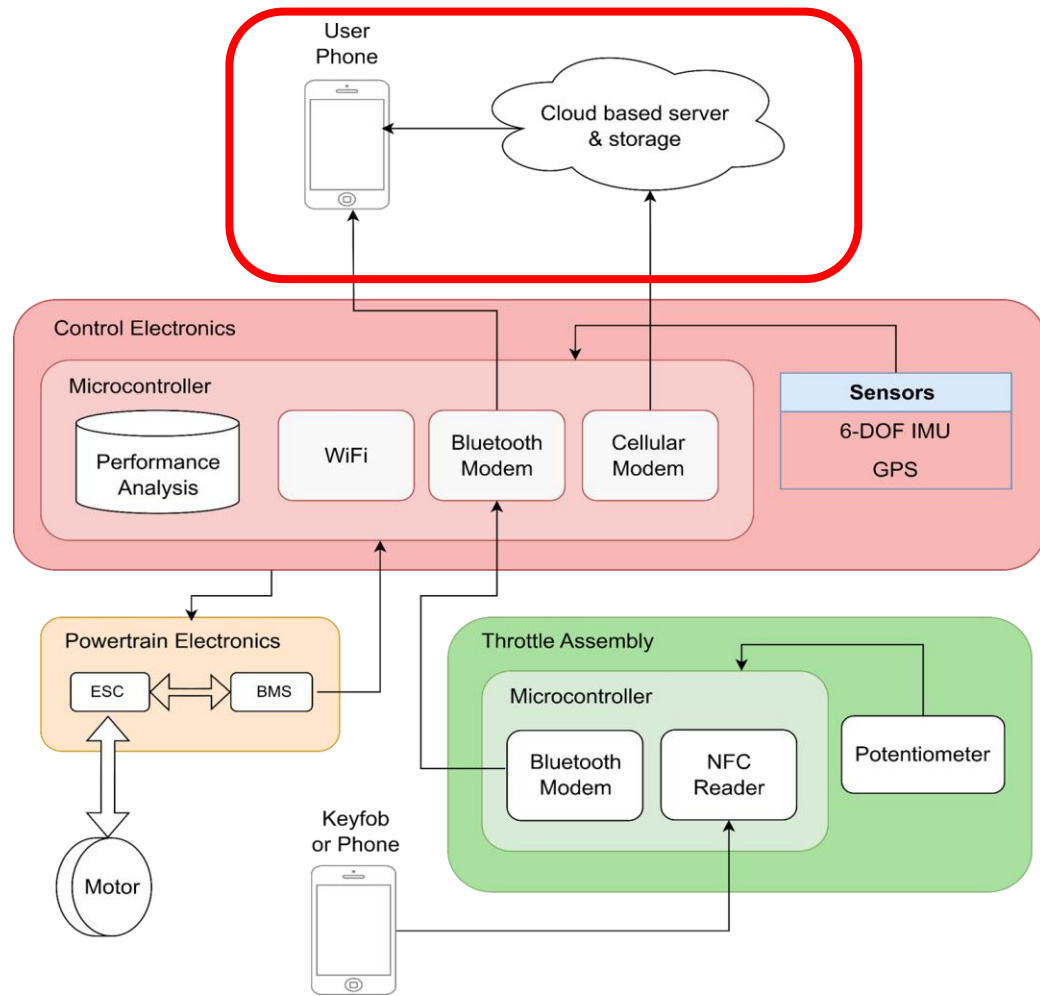 User
Phone
Cloud based server
& storage
Control Electronics
Microcontroller
Performance
Analysis
WiFi
Bluetooth
Modem
Cellular
Modem
Sensors
6-DOF IMU
GPS
Powertrain Electronics
ESC
BMS
Motor
Throttle Assembly
Microcontroller
Bluetooth
Modem
NFC
Reader
Potentiometer
Keyfob
or Phone